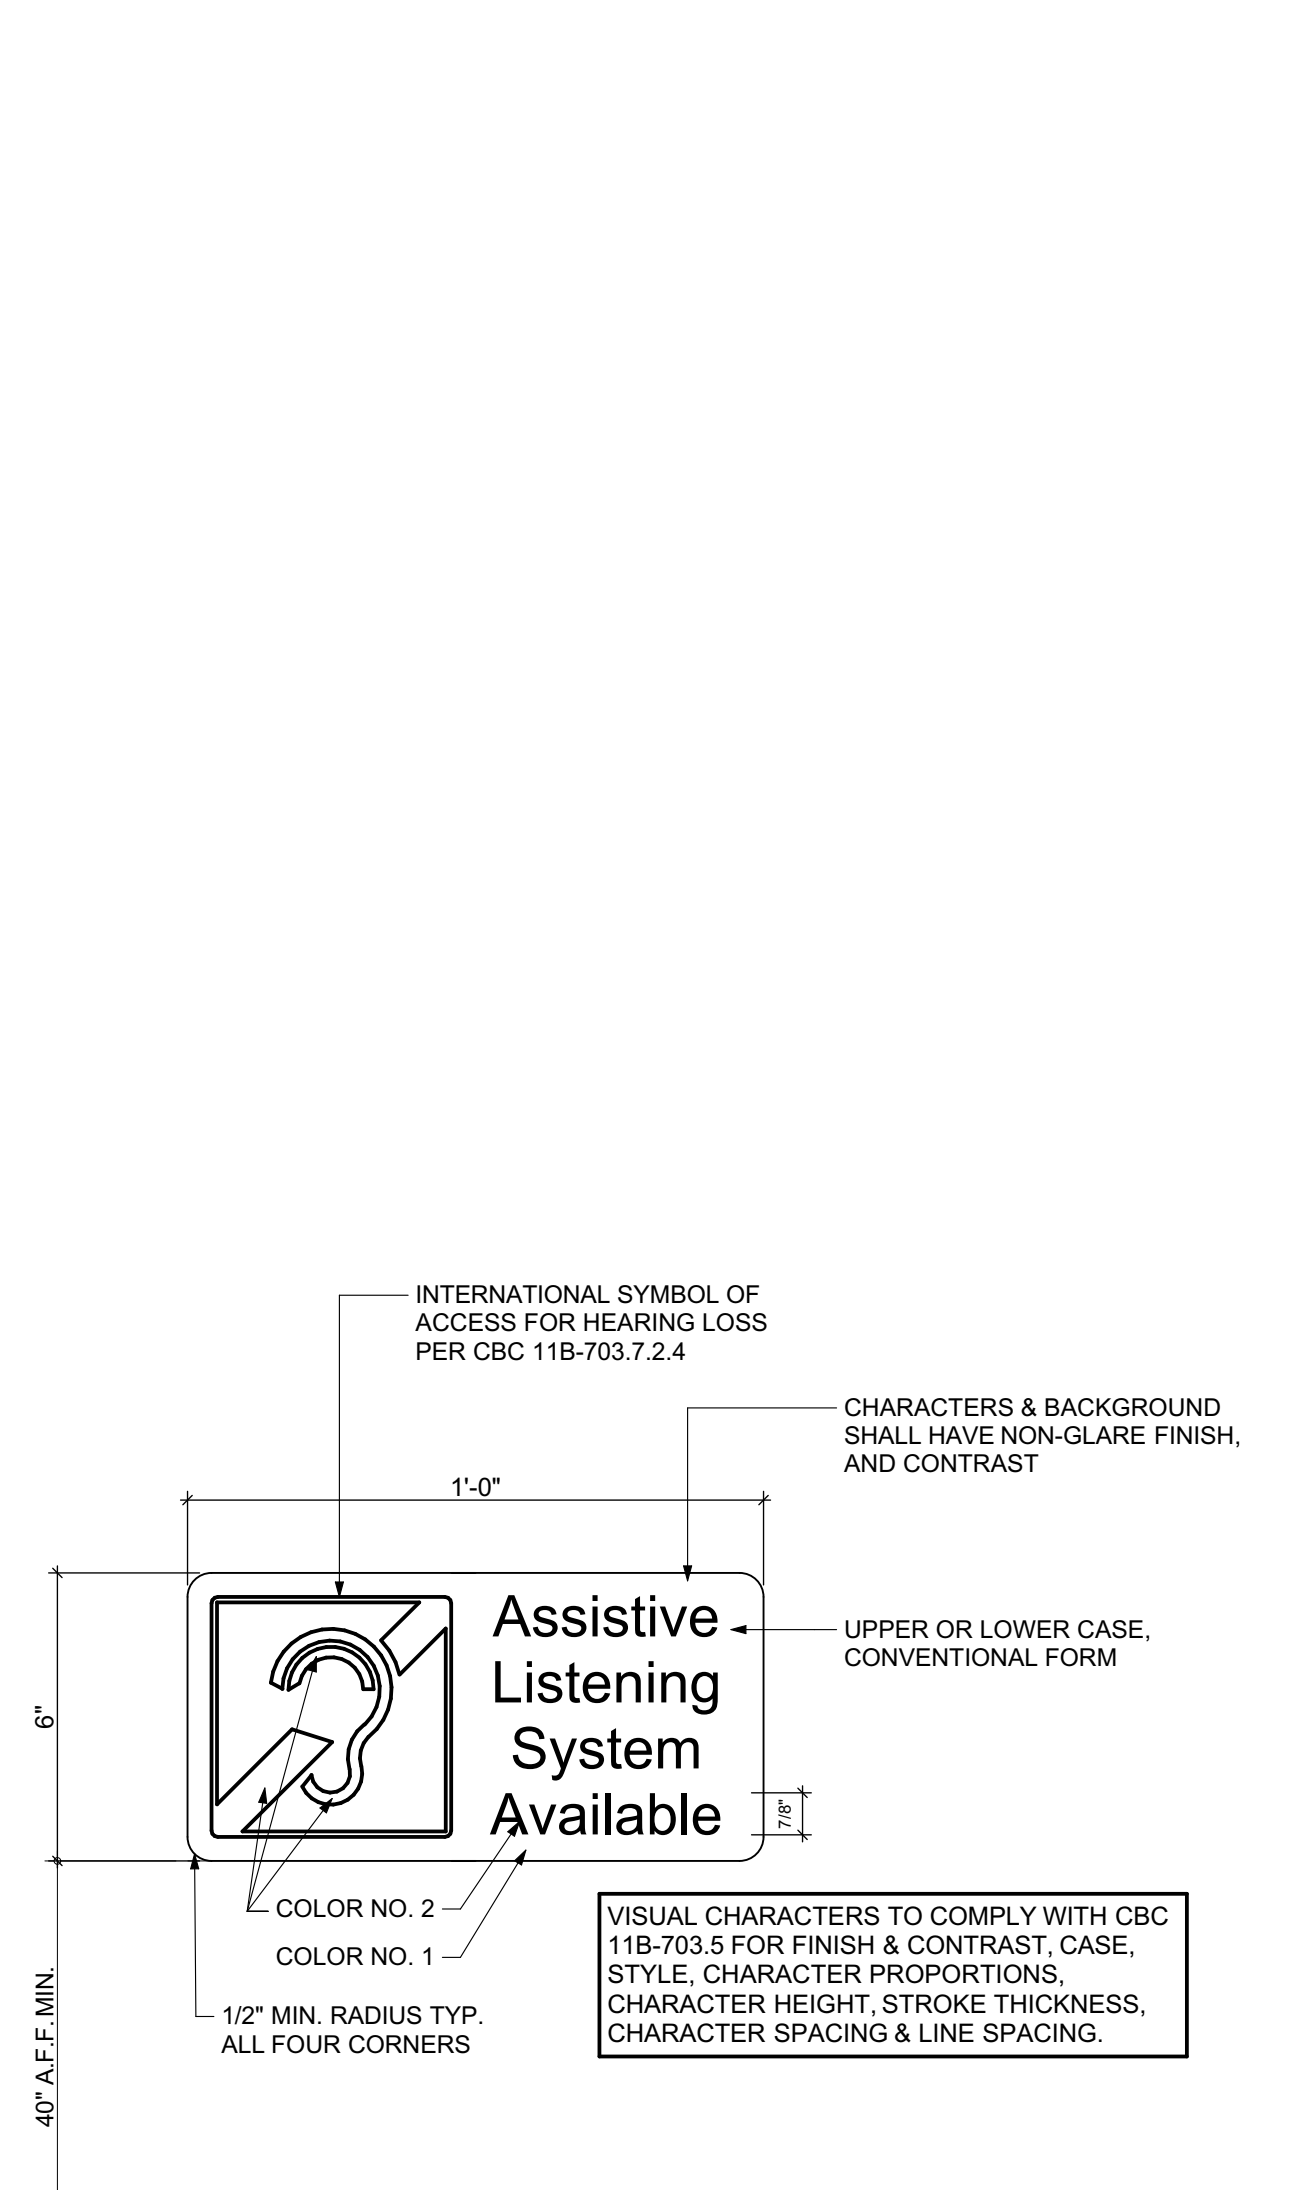 INTERNATIONAL SYMBOL OF
ACCESS FOR HEARING LOSS
PER CBC 11B-703.7.2.4
CHARACTERS & BACKGROUND
SHALL HAVE NON-GLARE FINISH,
AND CONTRAST
1'-0"
Assistive
Listening
System
Available
UPPER OR LOWER CASE,
CONVENTIONAL FORM
6"
7/8"
COLOR NO. 2
COLOR NO. 1
1/2" MIN. RADIUS TYP.
ALL FOUR CORNERS
VISUAL CHARACTERS TO COMPLY WITH CBC
11B-703.5 FOR FINISH & CONTRAST, CASE,
STYLE, CHARACTER PROPORTIONS,
CHARACTER HEIGHT, STROKE THICKNESS,
CHARACTER SPACING & LINE SPACING.
40" A.F.F. MIN.